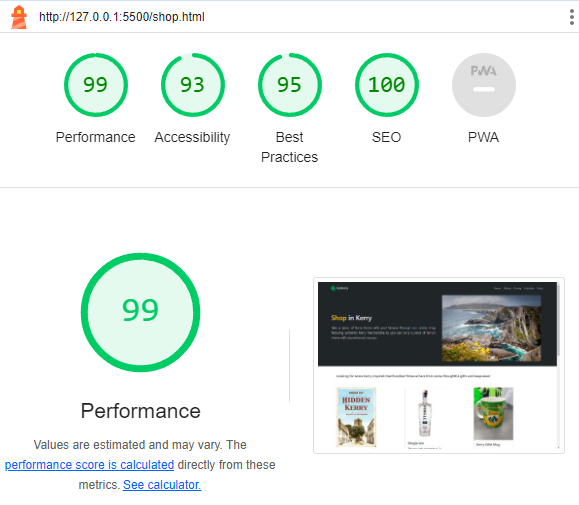 http://127.0.0.1:5500/shop.html
99
93
95
100
PWA
Performance
Accessibility
Best
Practices
SEO
PWA
99
Performance
Values are estimated and may vary. The
performance score is calculated directly from these
metrics. See calculator.
Shop in Kerry
HIDDEN
KERRY